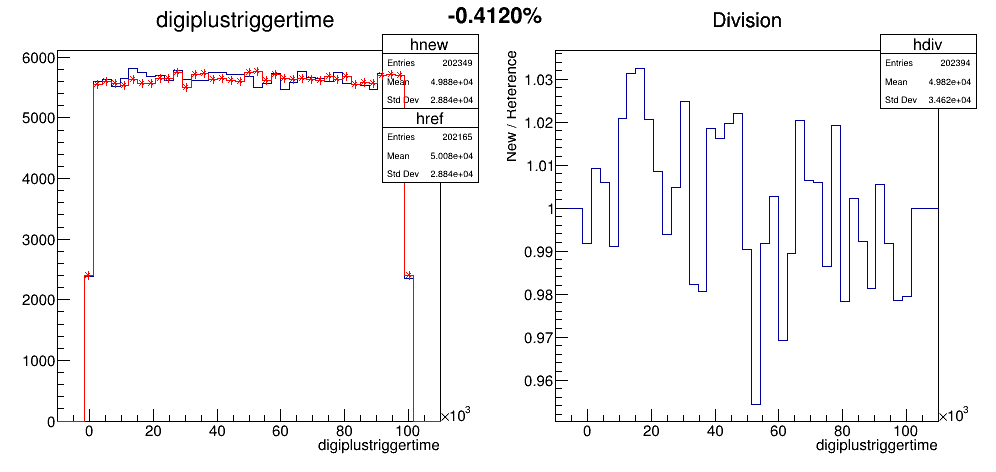 digiplustriggertime
-0.4120%
Division
hnew
Entries 202349
Mean 4.988e+04
Std Dev 2.884e+04
href
Entries 202165
Mean 5.008e+04
Std Dev 2.884e+04
6000
5000
4000
3000
2000
1000
0
0 20 40 60 80 100
×10³
digiplustriggertime
hdiv
Entries 202394
Mean 4.982e+04
Std Dev 3.462e+04
New / Reference
1.03
1.02
1.01
1
0.99
0.98
0.97
0.96
0 20 40 60 80 100
×10³
digiplustriggertime